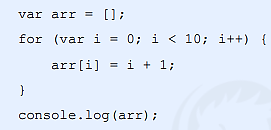 var arr = [];
for (var i = 0; i < 10; i++) {
    arr[i] = i + 1;
}
console.log(arr);